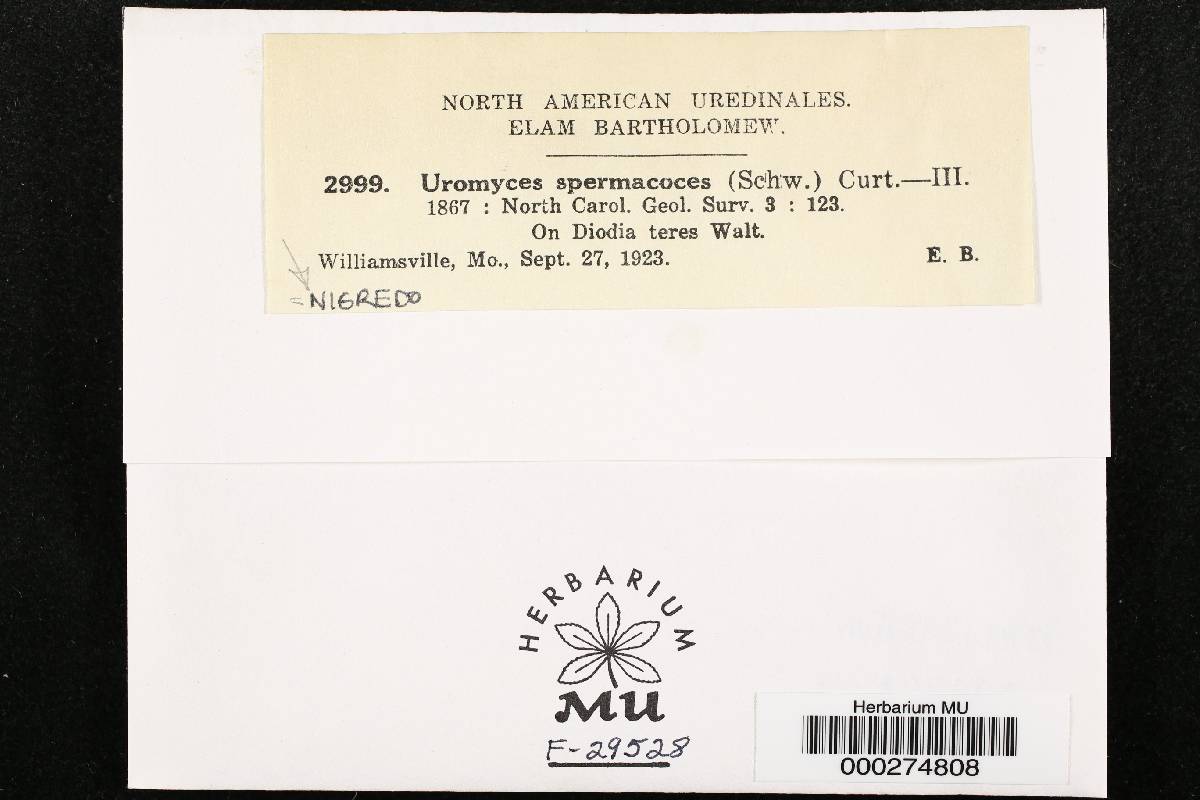 NORTH AMERICAN UREDINALES.
ELAM BARTHOLOMEW.
2999. Uromyces spermacoces (Schw.) Curt.—III.
1867 : North Carol. Geol. Surv. 3 : 123.
On Diodia teres Walt.
Williamsville, Mo., Sept. 27, 1923. E. B.
= NIGREDO
HERBARIUM
MU
F-29528
Herbarium MU
000274808